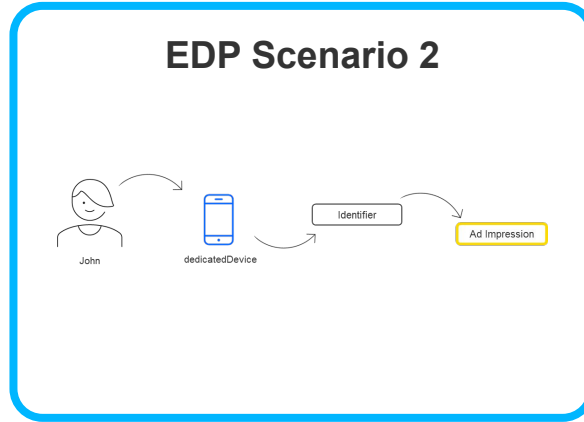 EDP Scenario 2
Identifier
Ad Impression
John
dedicatedDevice